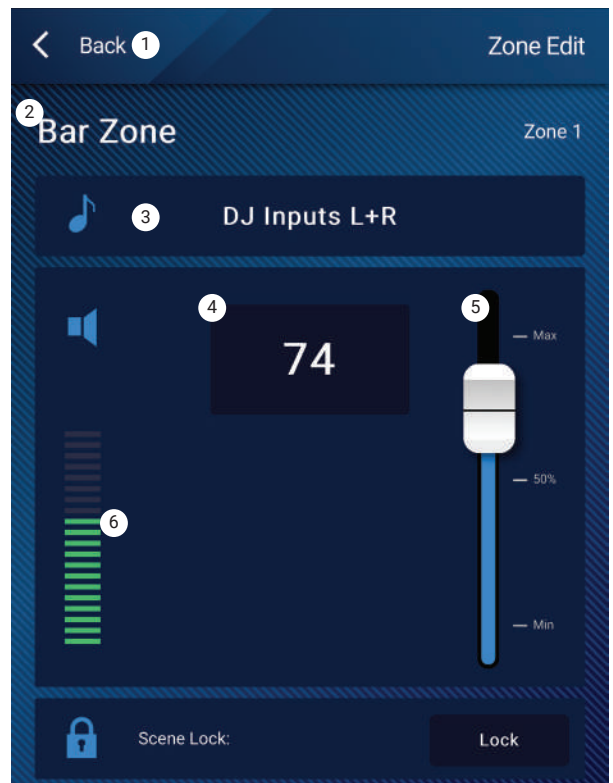 Back 1 Zone Edit
2
Bar Zone Zone 1
3 DJ Inputs L+R
4 5
74
Max
50%
6
Min
Scene Lock: Lock